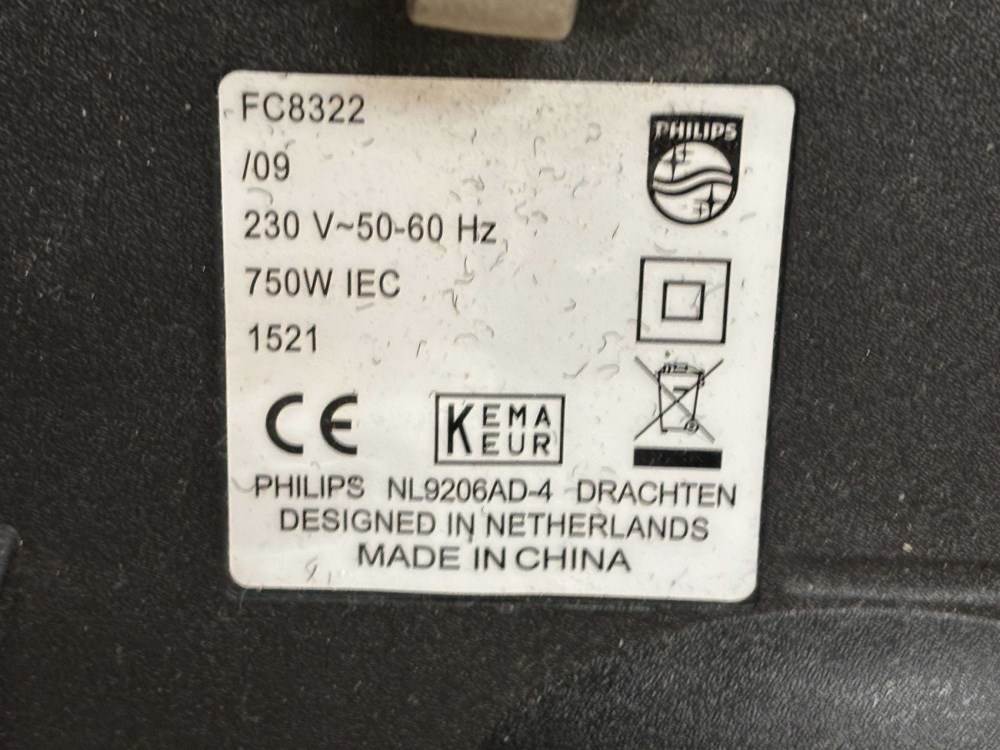 FC8322
PHILIPS
/09
230 V~50-60 Hz
750W IEC
1521
CE
KEMA
EUR
PHILIPS NL9206AD-4 DRACHTEN
DESIGNED IN NETHERLANDS
MADE IN CHINA